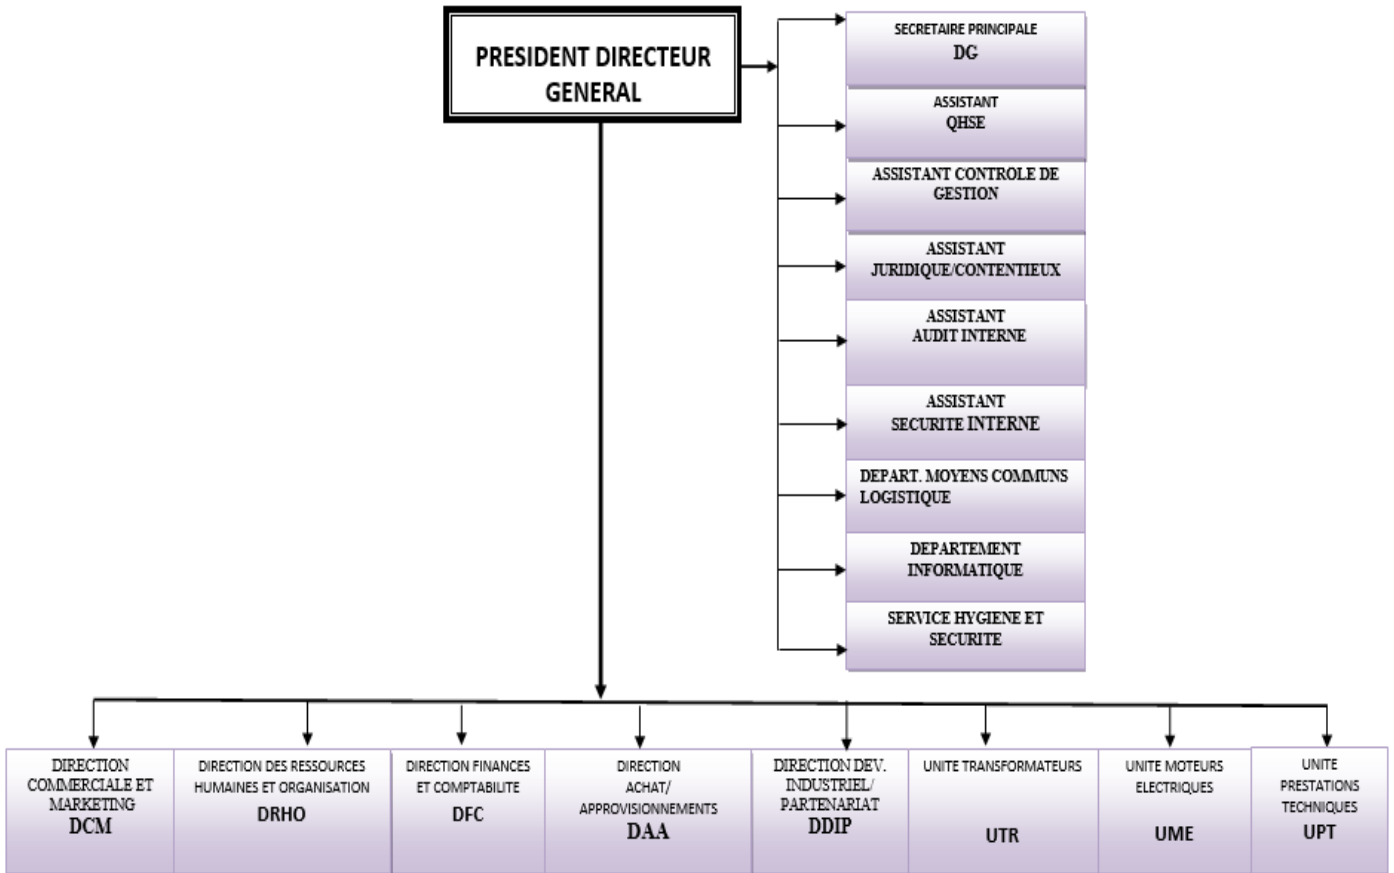 PRESIDENT DIRECTEUR
GENERAL
SECRETAIRE PRINCIPALE
DG
ASSISTANT
QHSE
ASSISTANT CONTROLE DE
GESTION
ASSISTANT
JURIDIQUE/CONTENTIEUX
ASSISTANT
AUDIT INTERNE
ASSISTANT
SECURITE INTERNE
DEPART. MOYENS COMMUNS
LOGISTIQUE
DEPARTEMENT
INFORMATIQUE
SERVICE HYGIENE ET
SECURITE
DIRECTION
COMMERCIALE ET
MARKETING
DCM
DIRECTION DES RESSOURCES
HUMAINES ET ORGANISATION
DRHO
DIRECTION FINANCES
ET COMPTABILITE
DFC
DIRECTION
ACHAT/
APPROVISIONNEMENTS
DAA
DIRECTION DEV.
INDUSTRIEL/
PARTENARIAT
DDIP
UNITE TRANSFORMATEURS
UTR
UNITE MOTEURS
ELECTRIQUES
UME
UNITE
PRESTATIONS
TECHNIQUES
UPT